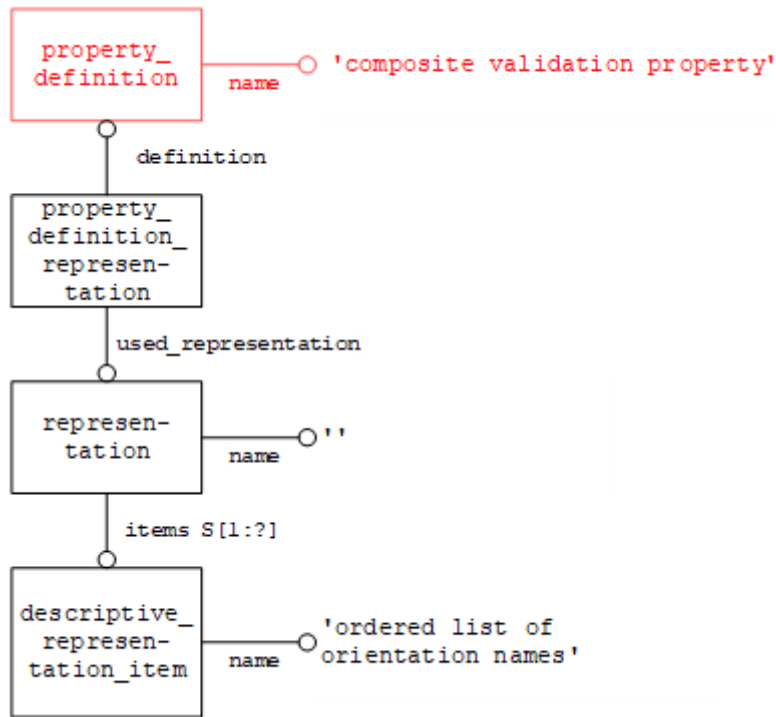 property_
definition
name
'composite validation property'
definition
property_
definition_
represen-
tation
used_representation
represen-
tation
name
''
items S[1:?]
descriptive_
represen-
tation_item
name
'ordered list of
orientation names'